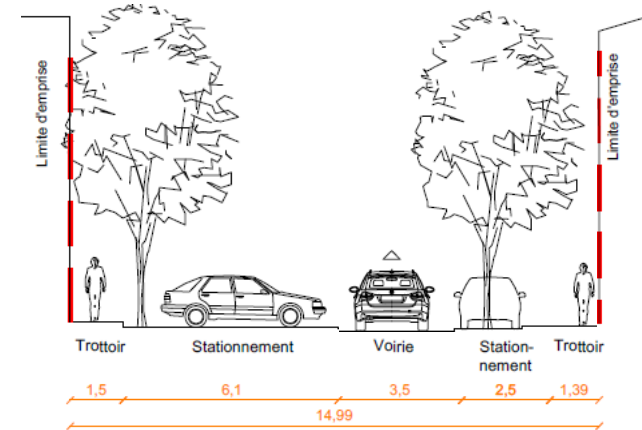 Limite d'emprise
Limite d'emprise
Trottoir
Stationnement
Voirie
Station-
nement
Trottoir
1,5
6,1
3,5
2,5
1,39
14,99